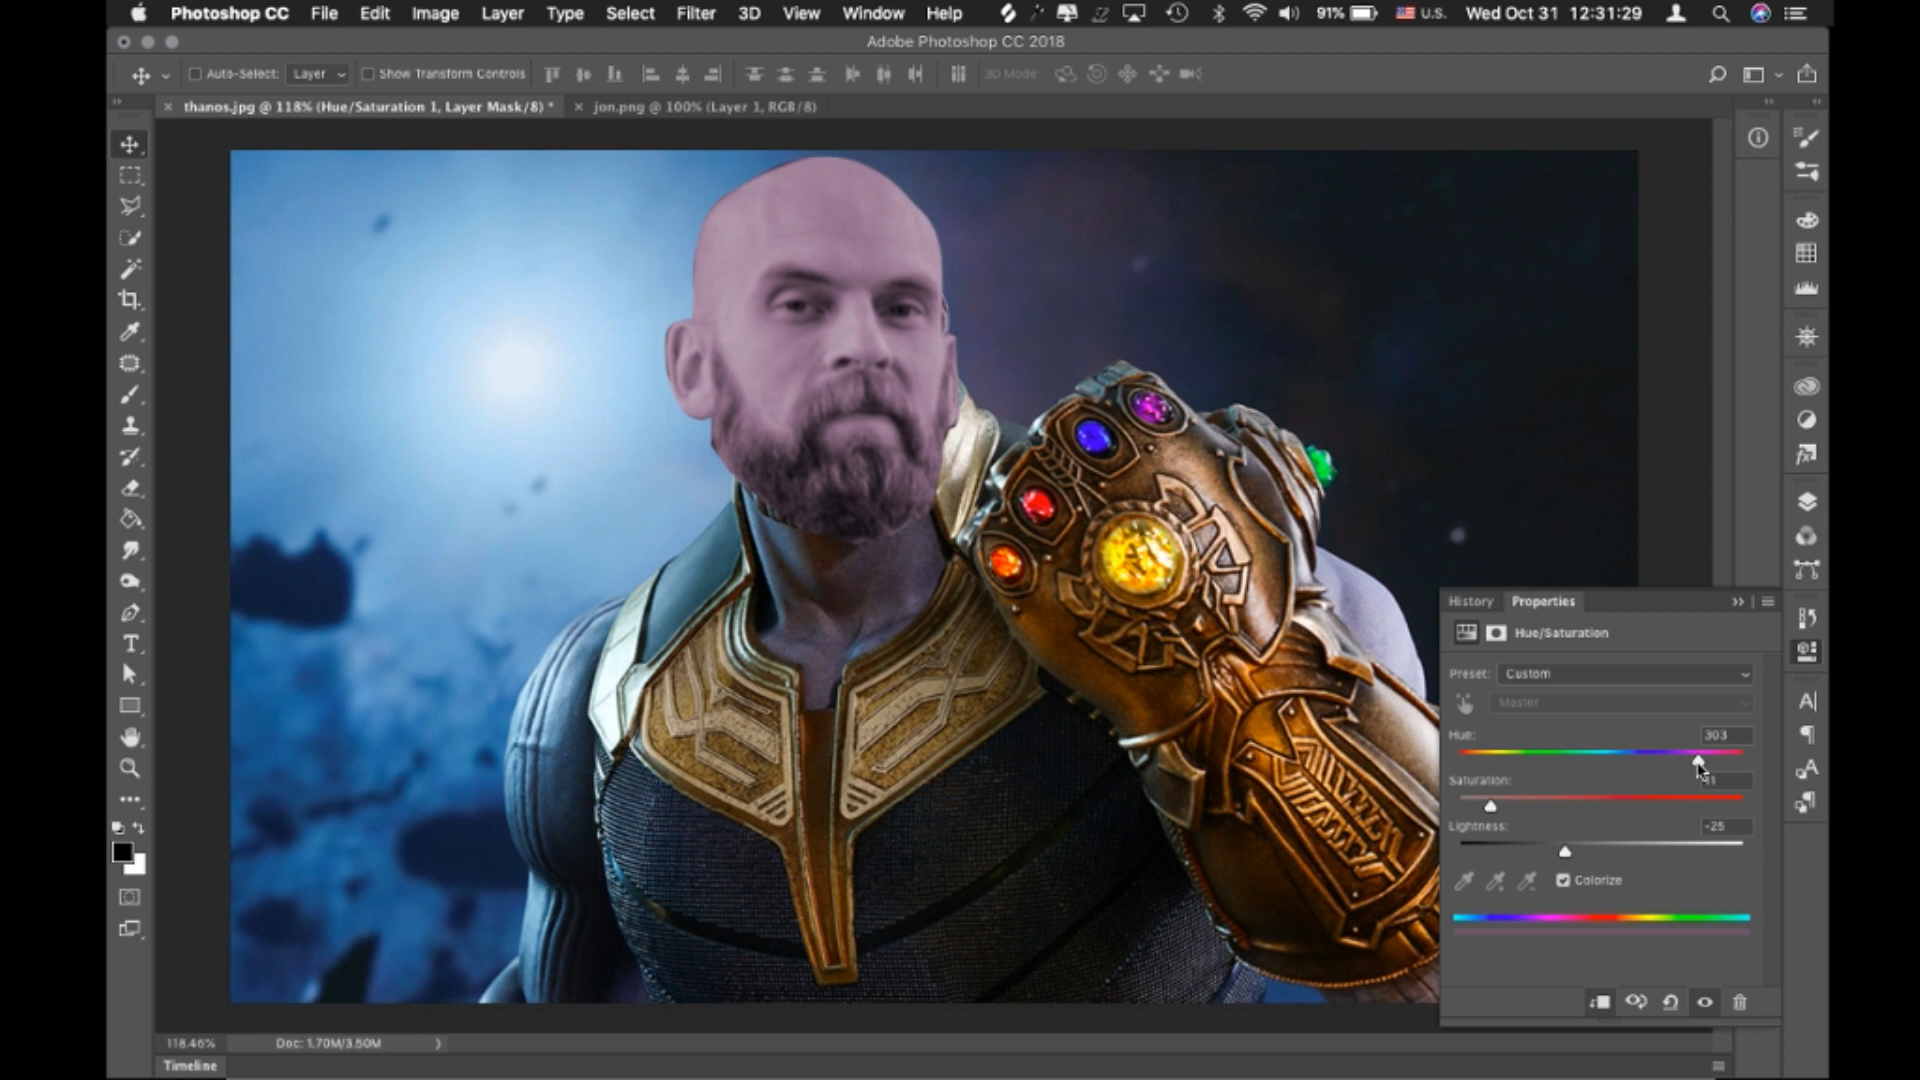 Photoshop CC File Edit Image Layer Type Select Filter 3D View Window Help 91% U.S. Wed Oct 31 12:31:29
Adobe Photoshop CC 2018
Auto-Select: Layer Show Transform Controls 3D Mode:
thanos.jpg @ 118% (Hue/Saturation 1, Layer Mask/8) * jon.png @ 100% (Layer 1, RGB/8)
History Properties
Hue/Saturation
Preset: Custom
Master
Hue: 303
Saturation: 11
Lightness: -25
Colorize
118.46% Doc: 1.70M/3.50M
Timeline